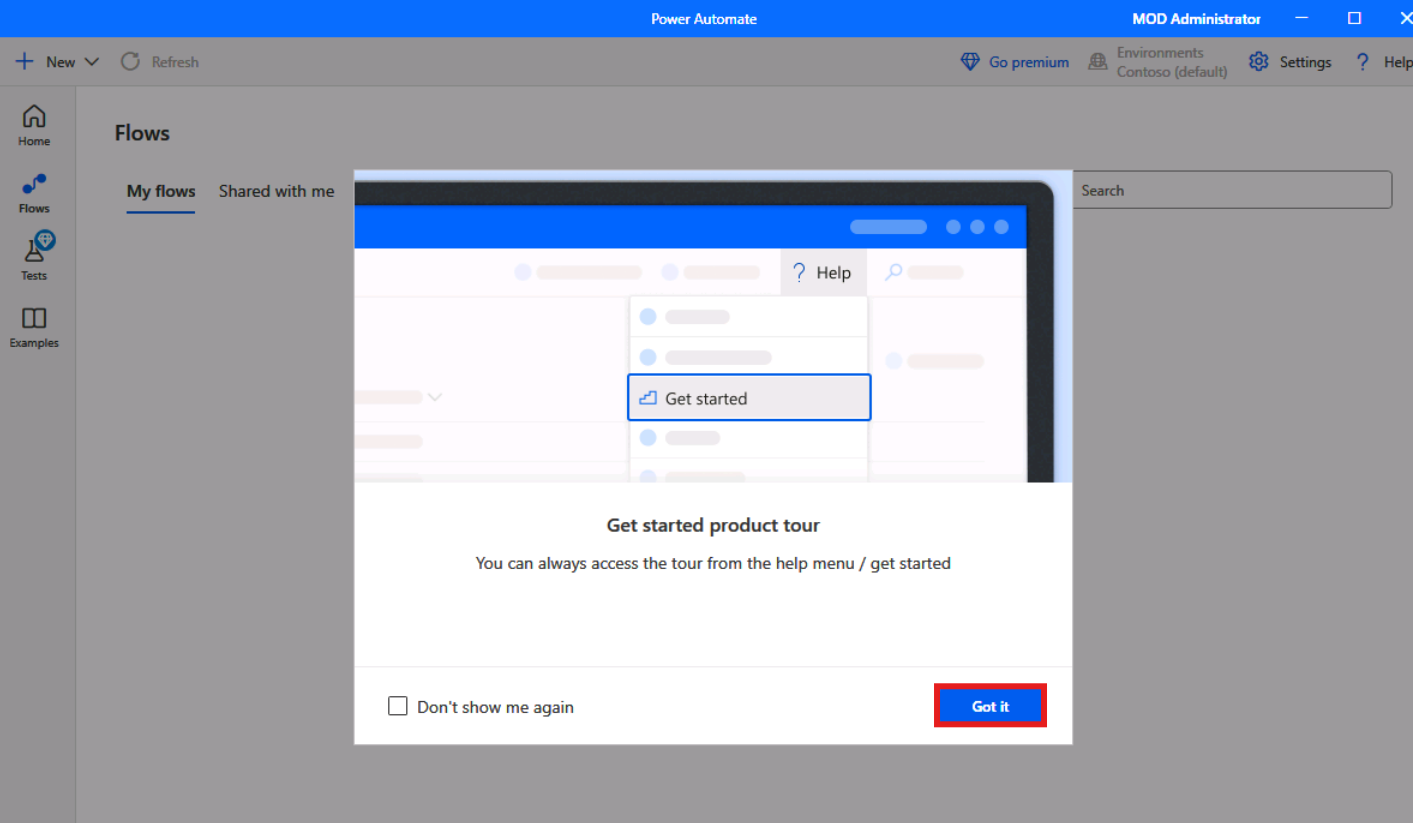 Power Automate
MOD Administrator
New
Refresh
Go premium
Environments
Contoso (default)
Settings
? Help
Home
Flows
Tests
Examples
Flows
My flows
Shared with me
Search
? Help
Get started
Get started product tour
You can always access the tour from the help menu / get started
Don't show me again
Got it